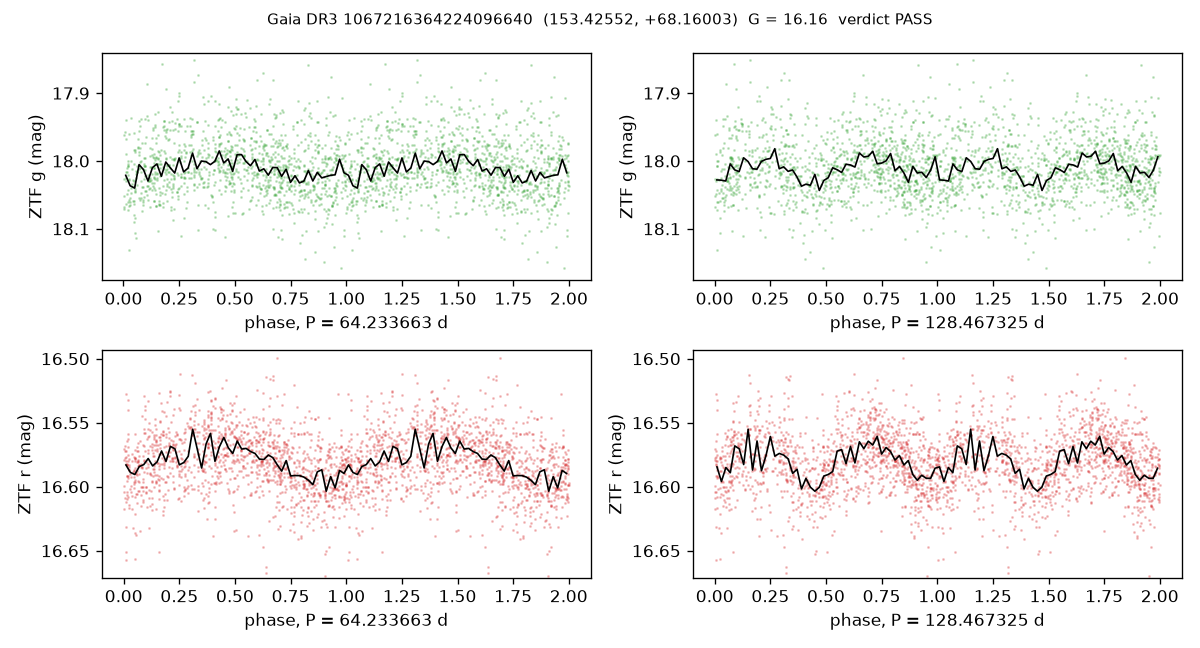 Gaia DR3 1067216364224096640  (153.42552, +68.16003)  G = 16.16  verdict PASS
ZTF g (mag)
17.9
18.0
18.1
0.00 0.25 0.50 0.75 1.00 1.25 1.50 1.75 2.00
phase, P = 64.233663 d
ZTF g (mag)
17.9
18.0
18.1
0.00 0.25 0.50 0.75 1.00 1.25 1.50 1.75 2.00
phase, P = 128.467325 d
ZTF r (mag)
16.50
16.55
16.60
16.65
0.00 0.25 0.50 0.75 1.00 1.25 1.50 1.75 2.00
phase, P = 64.233663 d
ZTF r (mag)
16.50
16.55
16.60
16.65
0.00 0.25 0.50 0.75 1.00 1.25 1.50 1.75 2.00
phase, P = 128.467325 d